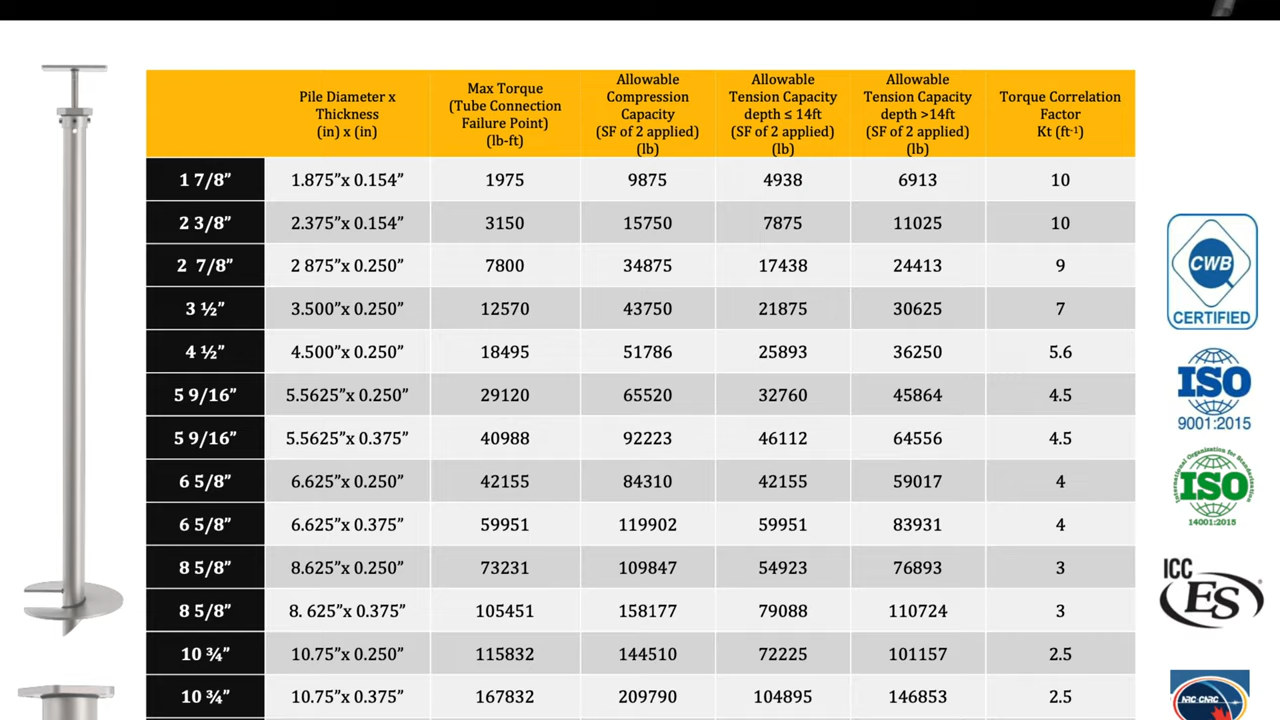 Pile Diameter x
Thickness
(in) x (in)
Max Torque
(Tube Connection
Failure Point)
(lb-ft)
Allowable
Compression
Capacity
(SF of 2 applied)
(lb)
Allowable
Tension Capacity
depth ≤ 14ft
(SF of 2 applied)
(lb)
Allowable
Tension Capacity
depth >14ft
(SF of 2 applied)
(lb)
Torque Correlation
Factor
Kt (ft⁻¹)
1 7/8” 1.875”x 0.154” 1975 9875 4938 6913 10
2 3/8” 2.375”x 0.154” 3150 15750 7875 11025 10
2 7/8” 2 875”x 0.250” 7800 34875 17438 24413 9
3 ½” 3.500”x 0.250” 12570 43750 21875 30625 7
4 ½” 4.500”x 0.250” 18495 51786 25893 36250 5.6
5 9/16” 5.5625”x 0.250” 29120 65520 32760 45864 4.5
5 9/16” 5.5625”x 0.375” 40988 92223 46112 64556 4.5
6 5/8” 6.625”x 0.250” 42155 84310 42155 59017 4
6 5/8” 6.625”x 0.375” 59951 119902 59951 83931 4
8 5/8” 8.625”x 0.250” 73231 109847 54923 76893 3
8 5/8” 8. 625”x 0.375” 105451 158177 79088 110724 3
10 ¾” 10.75”x 0.250” 115832 144510 72225 101157 2.5
10 ¾” 10.75”x 0.375” 167832 209790 104895 146853 2.5
CWB
CERTIFIED
ISO
9001:2015
International Organization for Standardization
ISO
14001:2015
ICC
ES
NRC CNRC